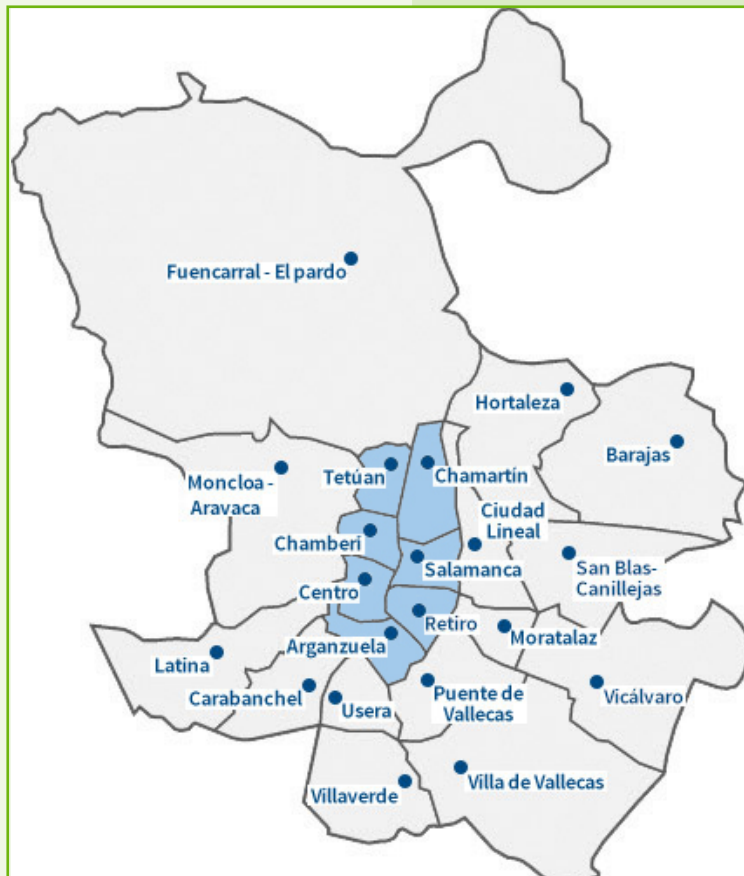 Fuencarral - El pardo
Hortaleza
Barajas
Moncloa -
Aravaca
Tetúan
Chamartín
Ciudad
Lineal
Chamberí
Salamanca
San Blas-
Canillejas
Centro
Retiro
Moratalaz
Arganzuela
Latina
Carabanchel
Usera
Puente de
Vallecas
Vicálvaro
Villaverde
Villa de Vallecas